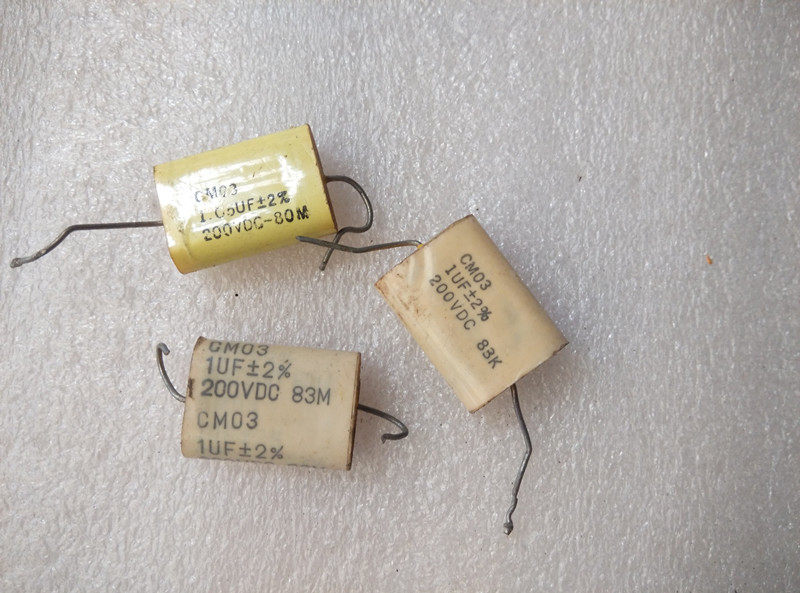 CM03
1.05UF±2%
200VDC-80M
CM03
1UF±2%
200VDC 83K
CM03
1UF±2%
200VDC 83M
CM03
1UF±2%